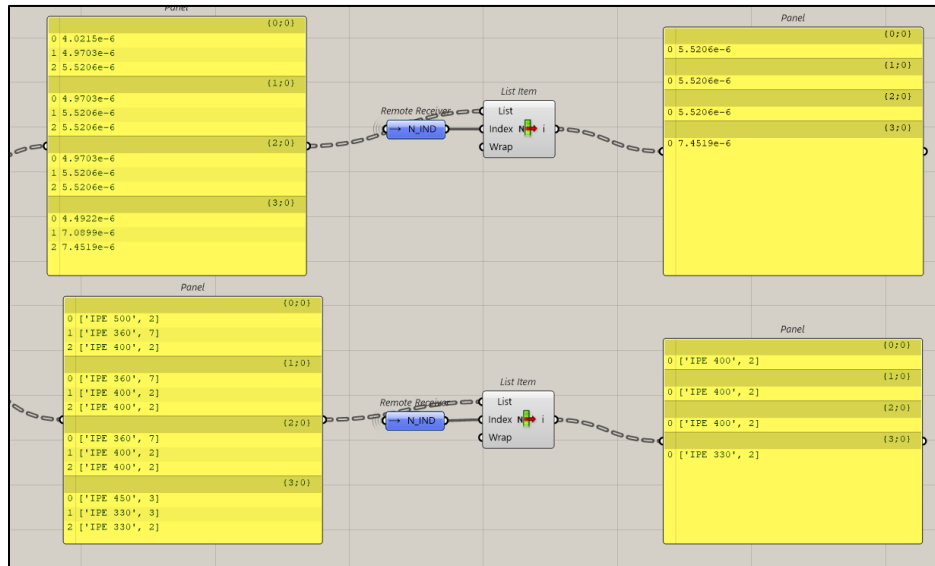 Panel
{0;0}
0 4.0215e-6
1 4.9703e-6
2 5.5206e-6
{1;0}
0 4.9703e-6
1 5.5206e-6
2 5.5206e-6
{2;0}
0 4.9703e-6
1 5.5206e-6
2 5.5206e-6
{3;0}
0 4.4922e-6
1 7.0899e-6
2 7.4519e-6
Remote Receiver
→ N_IND
List Item
List
Index N i
Wrap
Panel
{0;0}
0 5.5206e-6
{1;0}
0 5.5206e-6
{2;0}
0 5.5206e-6
{3;0}
0 7.4519e-6
Panel
{0;0}
0 ['IPE 500', 2]
1 ['IPE 360', 7]
2 ['IPE 400', 2]
{1;0}
0 ['IPE 360', 7]
1 ['IPE 400', 2]
2 ['IPE 400', 2]
{2;0}
0 ['IPE 360', 7]
1 ['IPE 400', 2]
2 ['IPE 400', 2]
{3;0}
0 ['IPE 450', 3]
1 ['IPE 330', 3]
2 ['IPE 330', 2]
Remote Receiver
→ N_IND
List Item
List
Index N i
Wrap
Panel
{0;0}
0 ['IPE 400', 2]
{1;0}
0 ['IPE 400', 2]
{2;0}
0 ['IPE 400', 2]
{3;0}
0 ['IPE 330', 2]